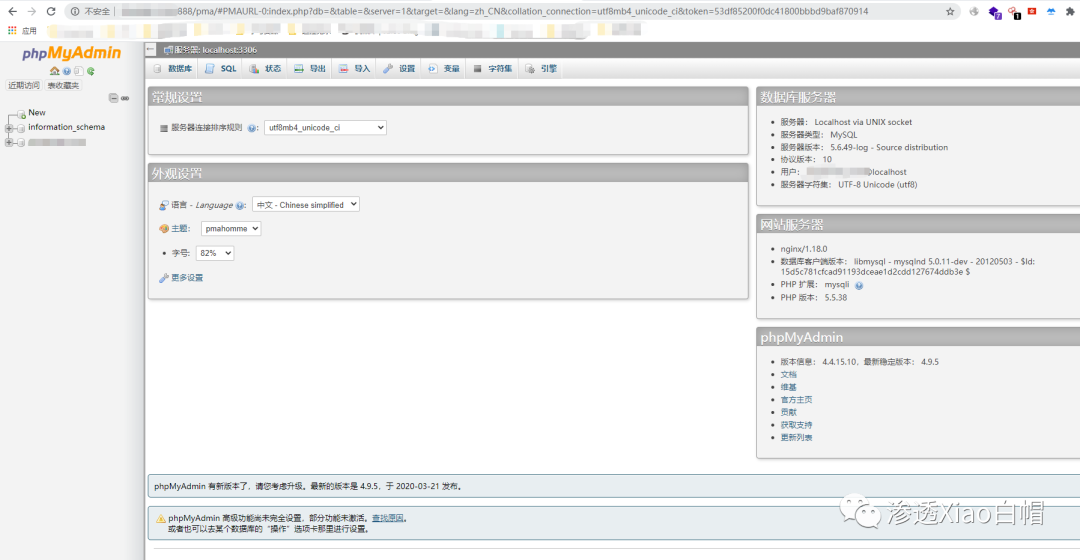 不安全
888/pma/#PMAURL-0:index.php?db=&table=&server=1&target=&lang=zh_CN&collation_connection=utf8mb4_unicode_ci&token=53df85200f0dc41800bbbd9baf870914
7
1
应用
phpMyAdmin
近期访问 表收藏夹
New
information_schema
服务器: localhost:3306
数据库 SQL 状态 导出 导入 设置 变量 字符集 引擎
常规设置
服务器连接排序规则 : utf8mb4_unicode_ci
外观设置
语言 - Language : 中文 - Chinese simplified
主题: pmahomme
字号: 82%
更多设置
数据库服务器
服务器: Localhost via UNIX socket
服务器类型: MySQL
服务器版本: 5.6.49-log - Source distribution
协议版本: 10
用户: @localhost
服务器字符集: UTF-8 Unicode (utf8)
网站服务器
nginx/1.18.0
数据库客户端版本: libmysql - mysqlnd 5.0.11-dev - 20120503 - $Id:
15d5c781cfcad91193dceae1d2cdd127674ddb3e $
PHP 扩展: mysqli
PHP 版本: 5.5.38
phpMyAdmin
版本信息: 4.4.15.10，最新稳定版本: 4.9.5
文档
维基
官方主页
贡献
获取支持
更新列表
phpMyAdmin 有新版本了，请您考虑升级。最新的版本是 4.9.5，于 2020-03-21 发布。
phpMyAdmin 高级功能尚未完全设置，部分功能未激活。查找原因。
或者也可以去某个数据库的“操作”选项卡那里进行设置。
渗透Xiao白帽